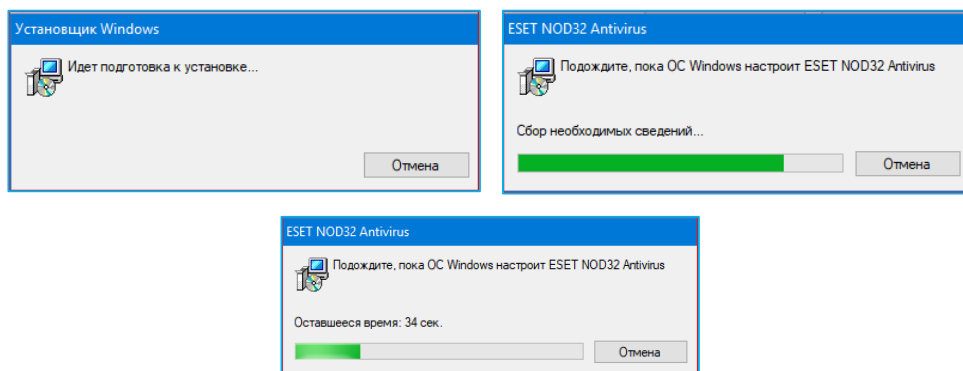 Установщик Windows
Идет подготовка к установке...
Отмена
ESET NOD32 Antivirus
Подождите, пока ОС Windows настроит ESET NOD32 Antivirus
Сбор необходимых сведений...
Отмена
ESET NOD32 Antivirus
Подождите, пока ОС Windows настроит ESET NOD32 Antivirus
Оставшееся время: 34 сек.
Отмена